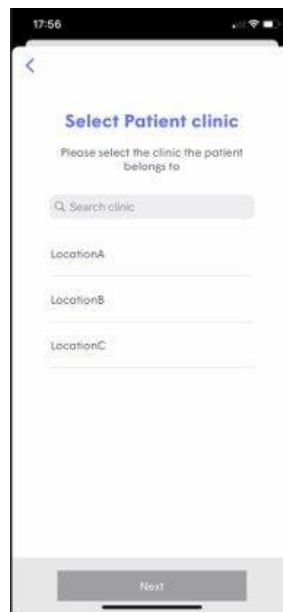 17:56
Select Patient clinic
Please select the clinic the patient
belongs to
Search clinic
LocationA
LocationB
LocationC
Next